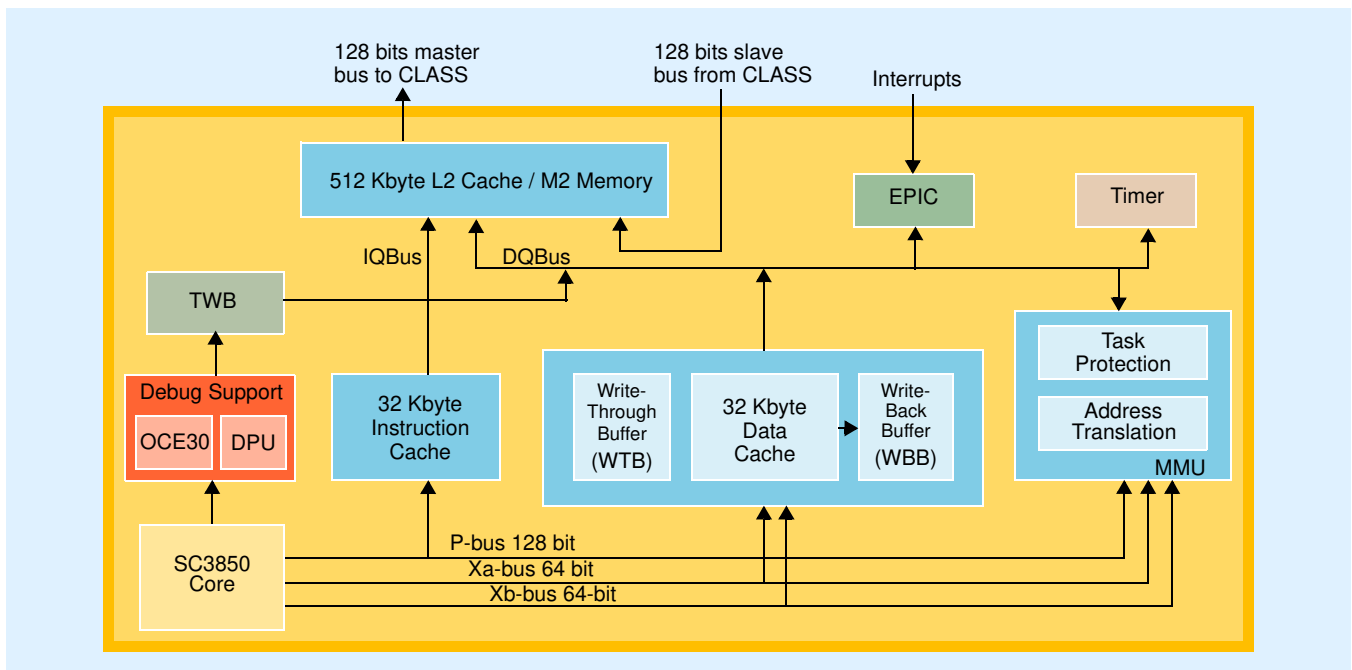 128 bits master
bus to CLASS
128 bits slave
bus from CLASS
Interrupts
512 Kbyte L2 Cache / M2 Memory
EPIC
Timer
IQBus
DQBus
TWB
Task
Protection
Address
Translation
MMU
Debug Support
OCE30
DPU
32 Kbyte
Instruction
Cache
Write-
Through
Buffer
(WTB)
32 Kbyte
Data
Cache
Write-
Back
Buffer
(WBB)
SC3850
Core
P-bus 128 bit
Xa-bus 64 bit
Xb-bus 64-bit